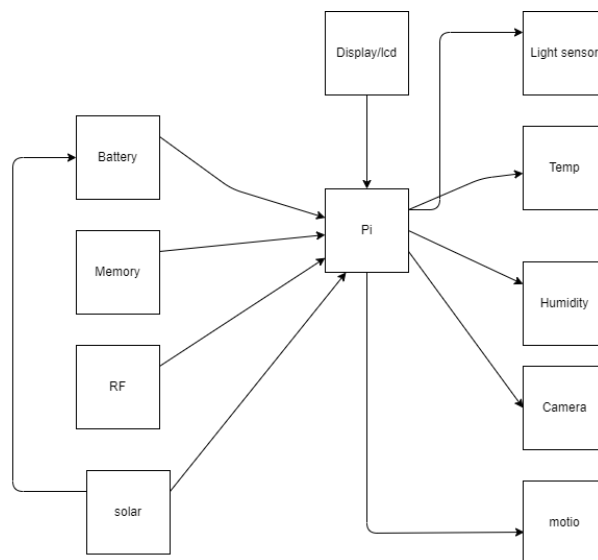 Display/lcd
Light sensor
Battery
Temp
Pi
Memory
Humidity
RF
Camera
solar
motio